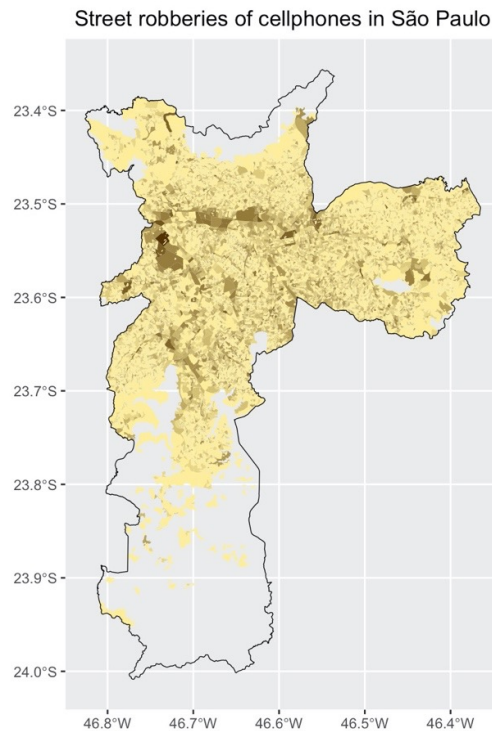 Street robberies of cellphones in São Paulo
23.4°S
23.5°S
23.6°S
23.7°S
23.8°S
23.9°S
24.0°S
46.8°W 46.7°W 46.6°W 46.5°W 46.4°W